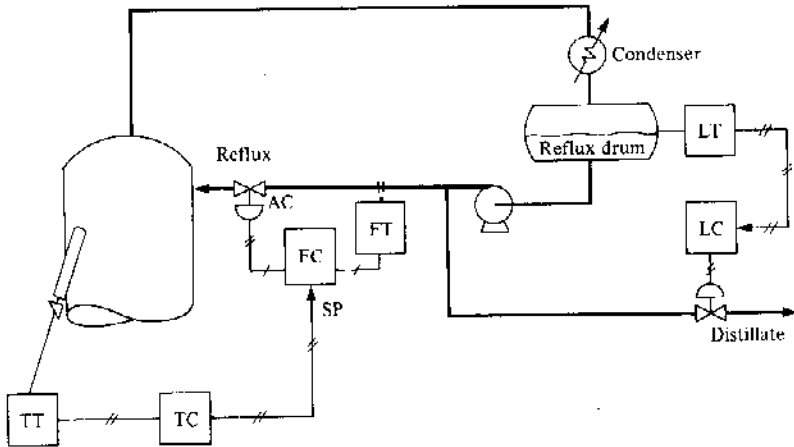 Condenser
Reflux drum
LT
Reflux
AC
FT
FC
LC
SP
Distillate
TT
TC